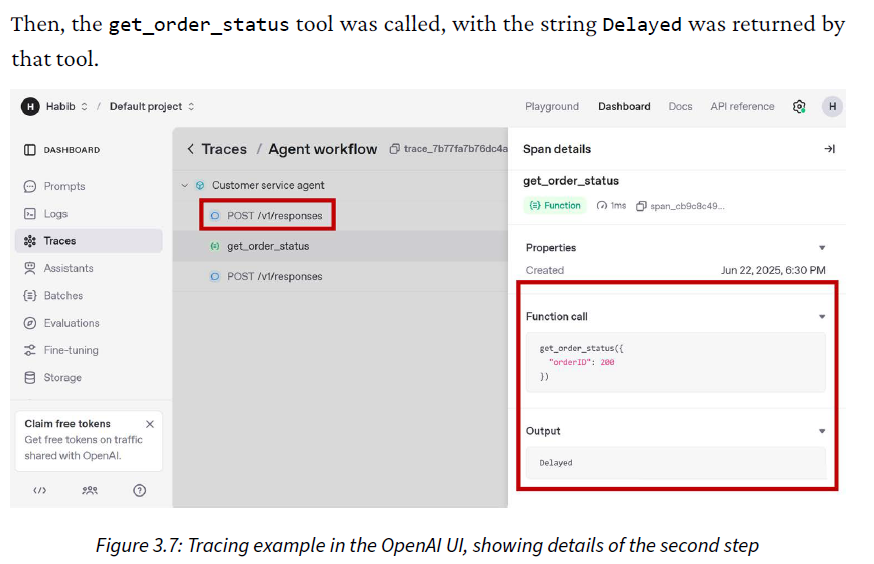 Then, the get_order_status tool was called, with the string Delayed was returned by
that tool.
H Habib / Default project
Playground Dashboard Docs API reference H
DASHBOARD
Prompts
Logs
Traces
Assistants
Batches
Evaluations
Fine-tuning
Storage
Claim free tokens
Get free tokens on traffic
shared with OpenAI.
Traces / Agent workflow trace_7b77fa7b76dc4a
Customer service agent
POST /v1/responses
get_order_status
POST /v1/responses
Span details
get_order_status
Function 1ms span_cb9c8c49...
Properties
Created Jun 22, 2025, 6:30 PM
Function call
get_order_status({
"orderID": 200
})
Output
Delayed
Figure 3.7: Tracing example in the OpenAI UI, showing details of the second step